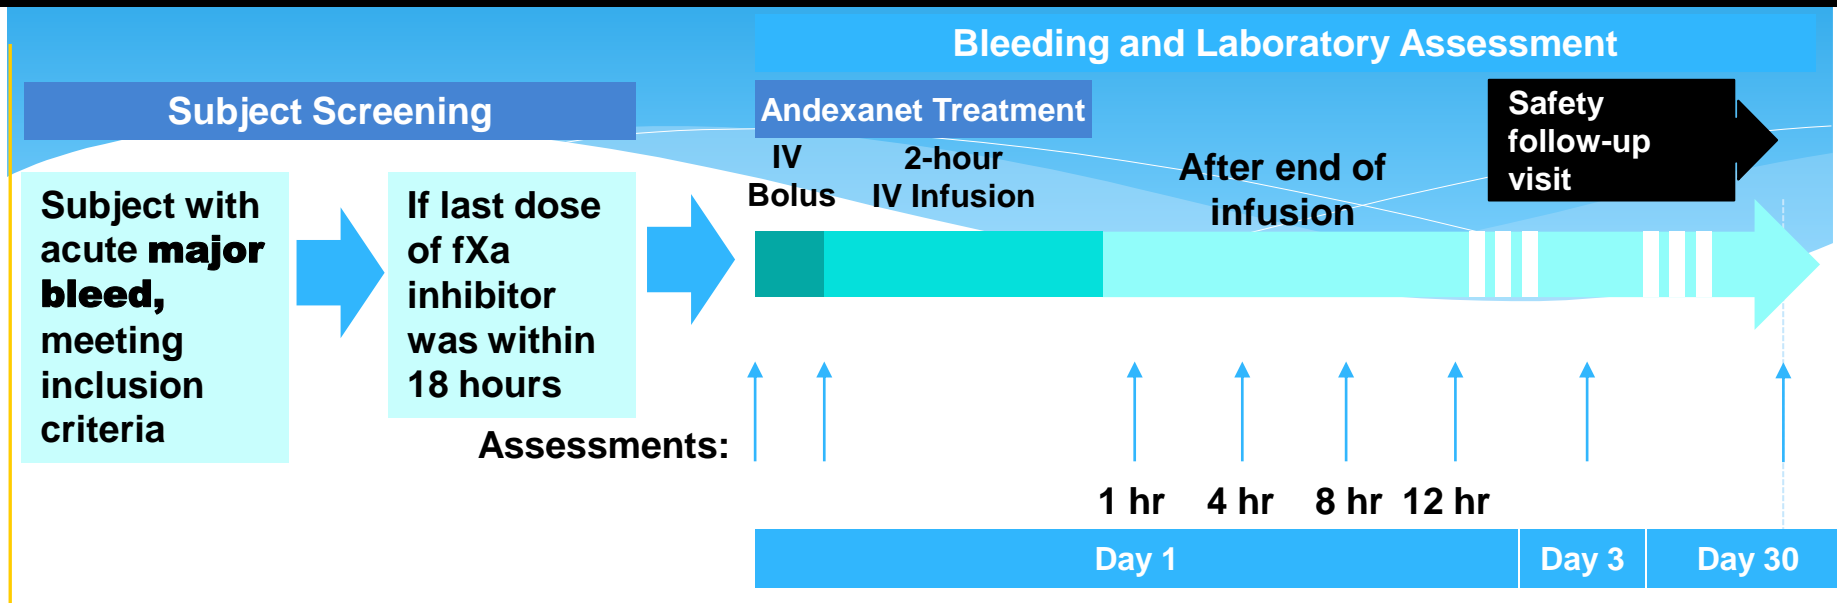 Bleeding and Laboratory Assessment
Subject Screening
Andexanet Treatment
Safety
follow-up
visit
IV
Bolus
2-hour
IV Infusion
After end of
infusion
Subject with
acute major
bleed,
meeting
inclusion
criteria
If last dose
of fXa
inhibitor
was within
18 hours
Assessments:
1 hr
4 hr
8 hr
12 hr
Day 1
Day 3
Day 30